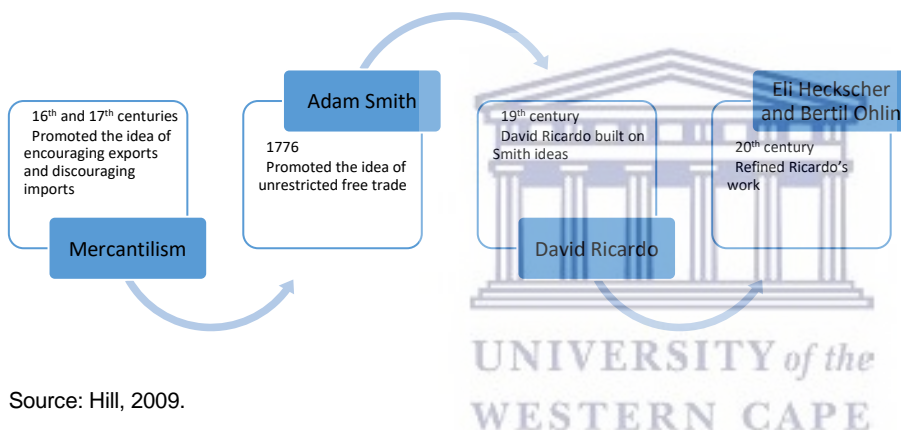 16th and 17th centuries
Promoted the idea of
encouraging exports
and discouraging
imports
Mercantilism
Adam Smith
1776
Promoted the idea of
unrestricted free trade
19th century
David Ricardo built on
Smith ideas
David Ricardo
Eli Heckscher
and Bertil Ohlin
20th century
Refined Ricardo's
work
UNIVERSITY of the
WESTERN CAPE
Source: Hill, 2009.